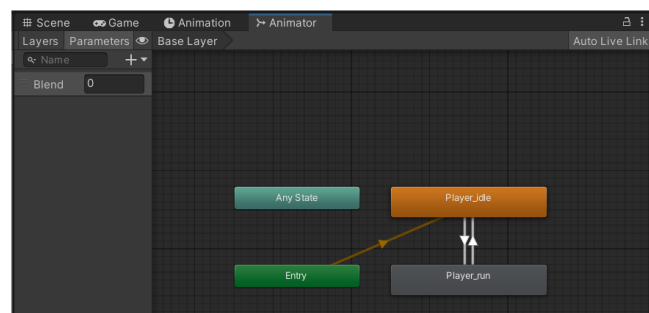 Scene Game Animation Animator
Layers Parameters Base Layer Auto Live Link
Name
Blend 0
Any State Player_idle
Entry Player_run